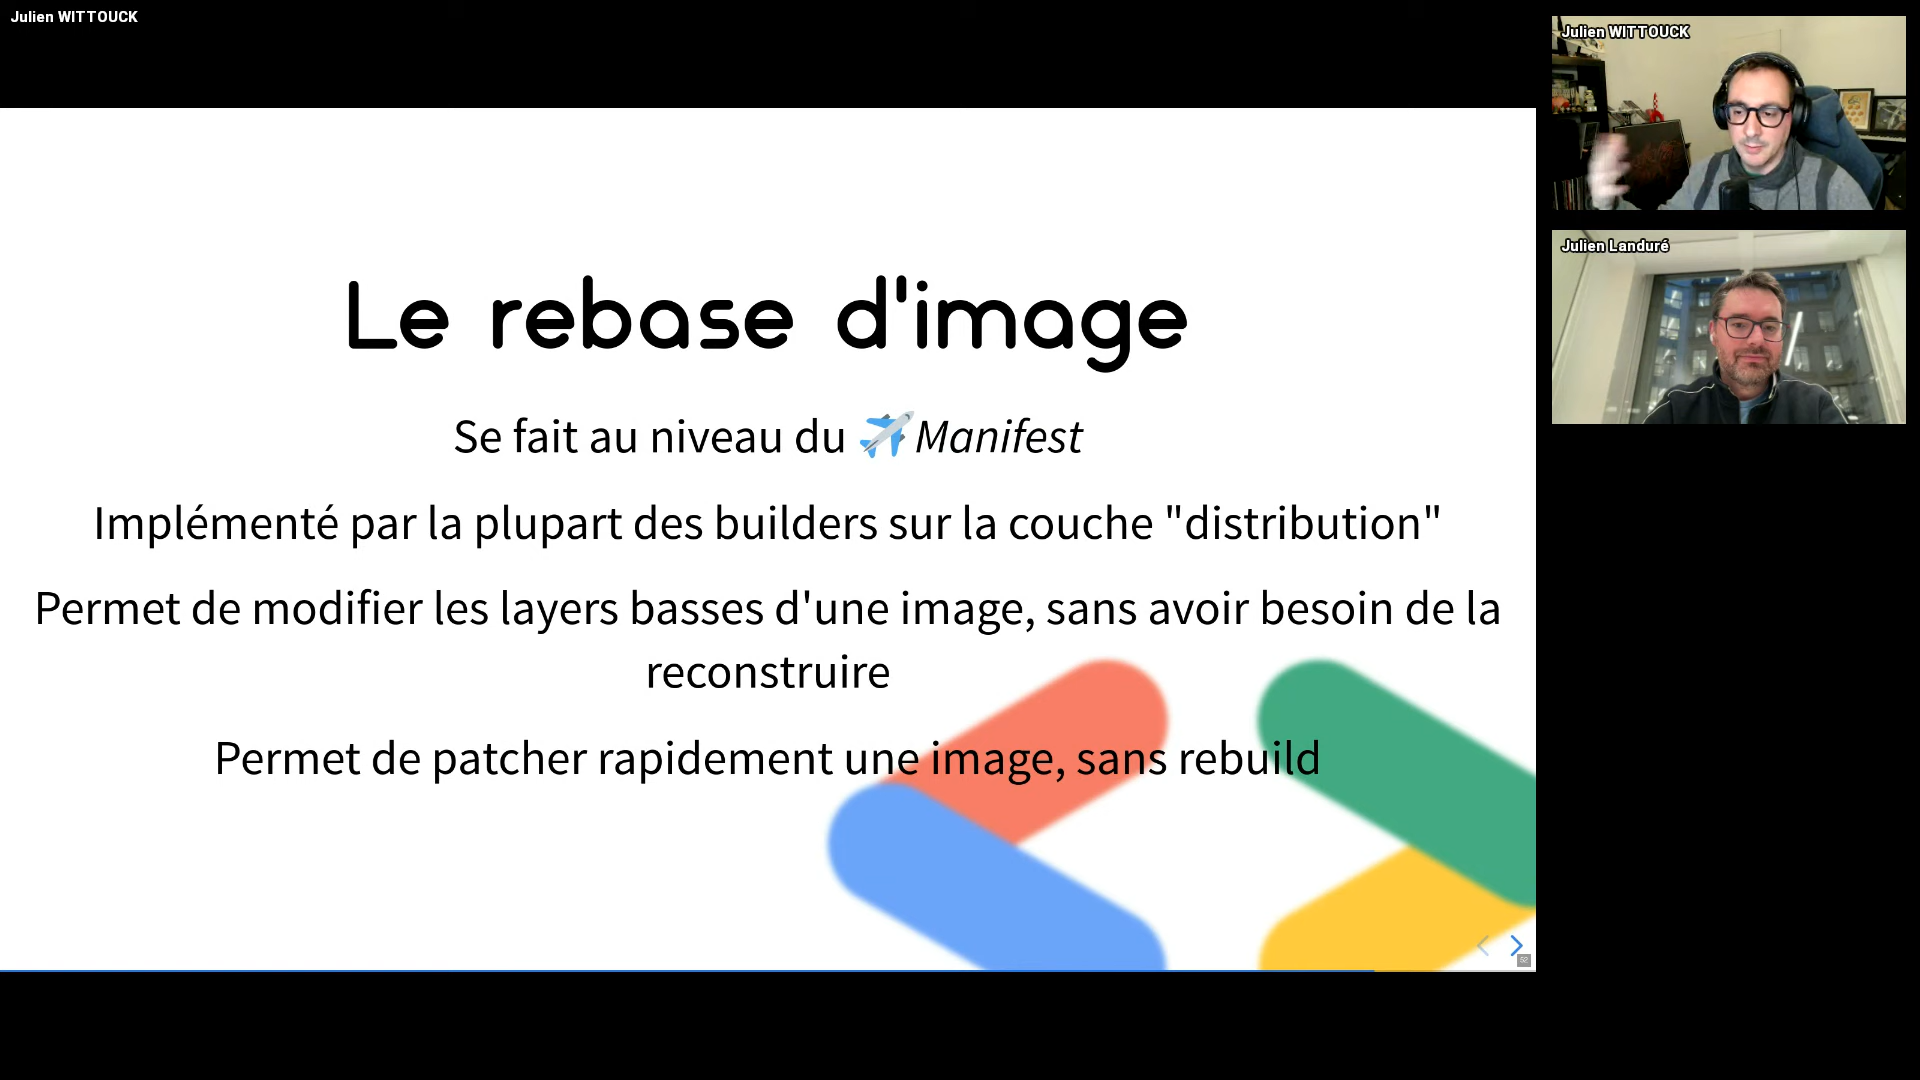 Julien WITTOUCK
Le rebase d'image
Se fait au niveau du ✈️Manifest
Implémenté par la plupart des builders sur la couche "distribution"
Permet de modifier les layers basses d'une image, sans avoir besoin de la
reconstruire
Permet de patcher rapidement une image, sans rebuild
Julien WITTOUCK
Julien Landuré